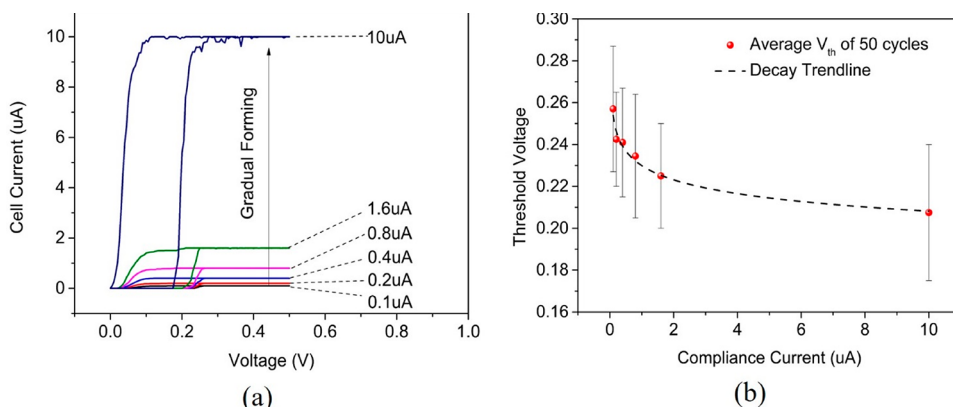 (a)
Cell Current (uA)
10
8
6
4
2
0
0.0
0.2
0.4
0.6
0.8
1.0
Voltage (V)
Gradual Forming
10uA
1.6uA
0.8uA
0.4uA
0.2uA
0.1uA
(a)
Threshold Voltage
0.30
0.28
0.26
0.24
0.22
0.20
0.18
0.16
0
2
4
6
8
10
Compliance Current (uA)
Average Vth of 50 cycles
Decay Trendline
(b)